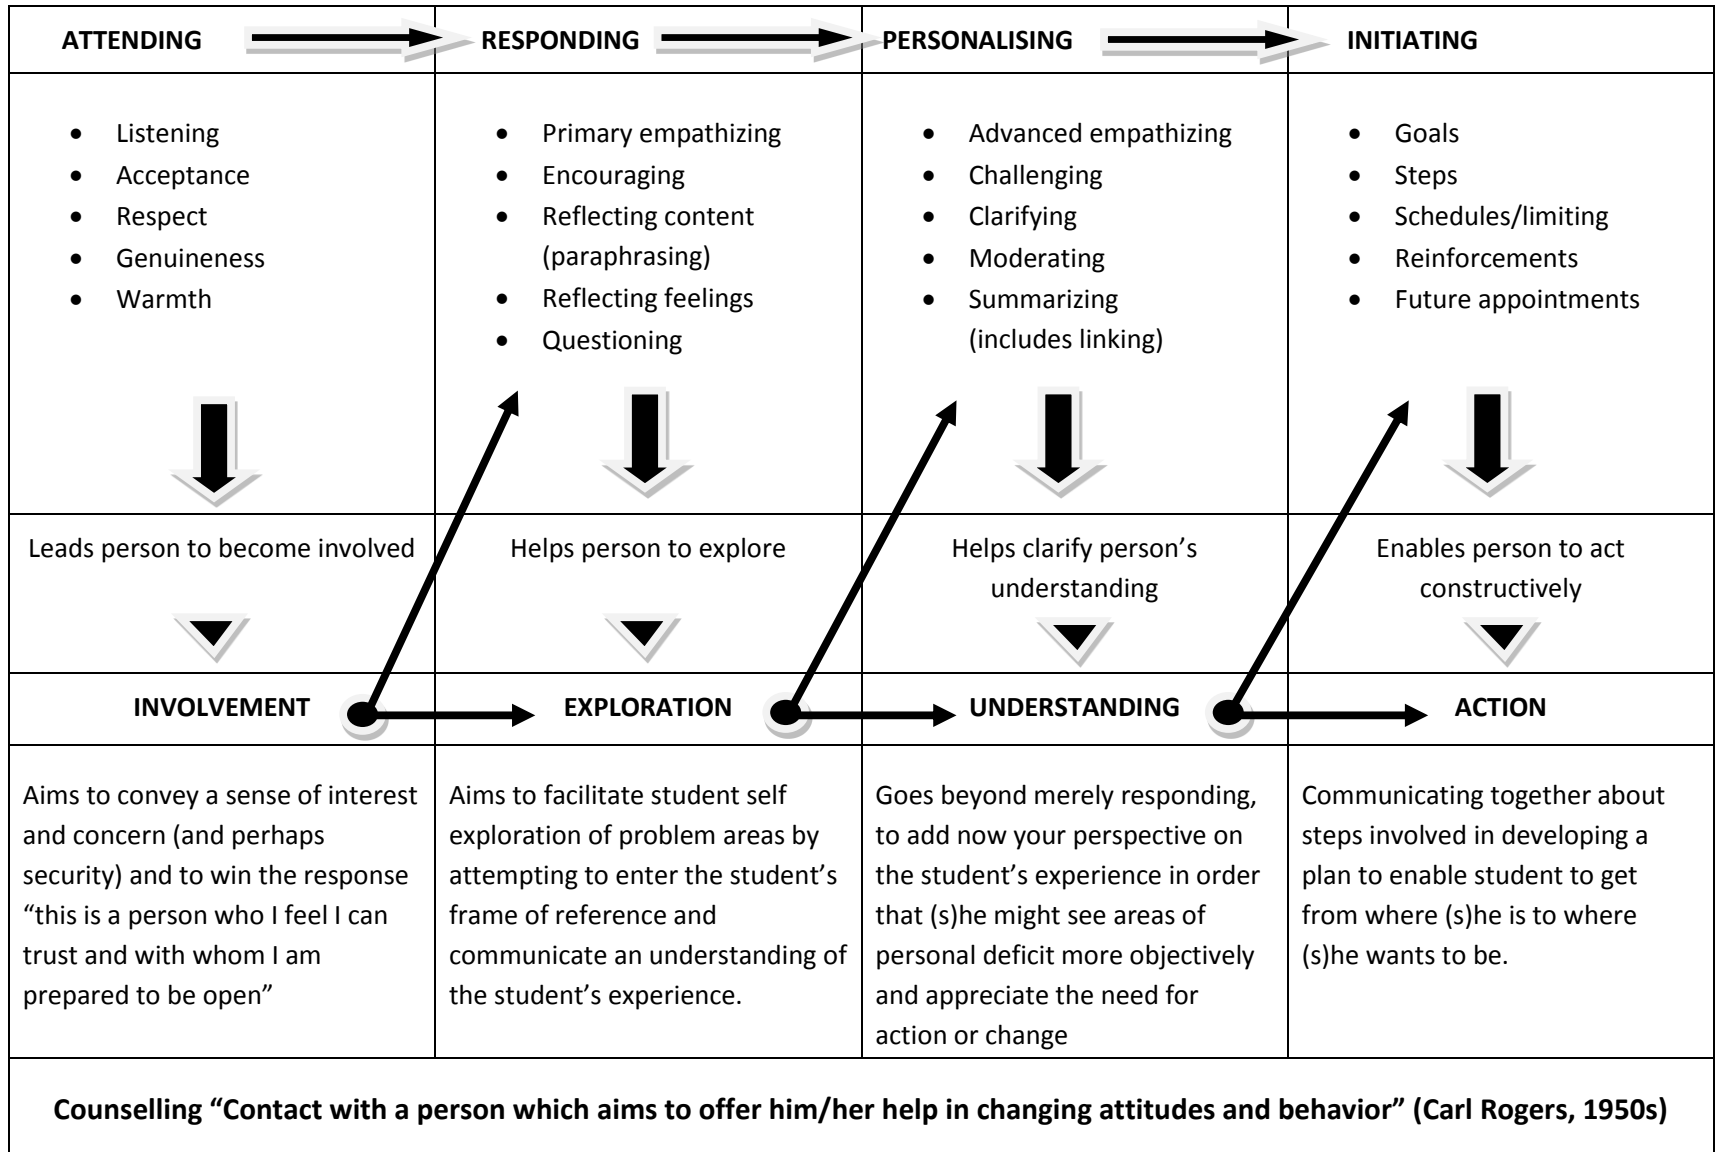 ATTENDING
RESPONDING
PERSONALISING
INITIATING
• Listening
• Acceptance
• Respect
• Genuineness
• Warmth
• Primary empathizing
• Encouraging
• Reflecting content
(paraphrasing)
• Reflecting feelings
• Questioning
• Advanced empathizing
• Challenging
• Clarifying
• Moderating
• Summarizing
(includes linking)
• Goals
• Steps
• Schedules/limiting
• Reinforcements
• Future appointments
Leads person to become involved
Helps person to explore
Helps clarify person’s
understanding
Enables person to act
constructively
INVOLVEMENT
EXPLORATION
UNDERSTANDING
ACTION
Aims to convey a sense of interest
and concern (and perhaps
security) and to win the response
“this is a person who I feel I can
trust and with whom I am
prepared to be open”
Aims to facilitate student self
exploration of problem areas by
attempting to enter the student’s
frame of reference and
communicate an understanding of
the student’s experience.
Goes beyond merely responding,
to add now your perspective on
the student’s experience in order
that (s)he might see areas of
personal deficit more objectively
and appreciate the need for
action or change
Communicating together about
steps involved in developing a
plan to enable student to get
from where (s)he is to where
(s)he wants to be.
Counselling “Contact with a person which aims to offer him/her help in changing attitudes and behavior” (Carl Rogers, 1950s)